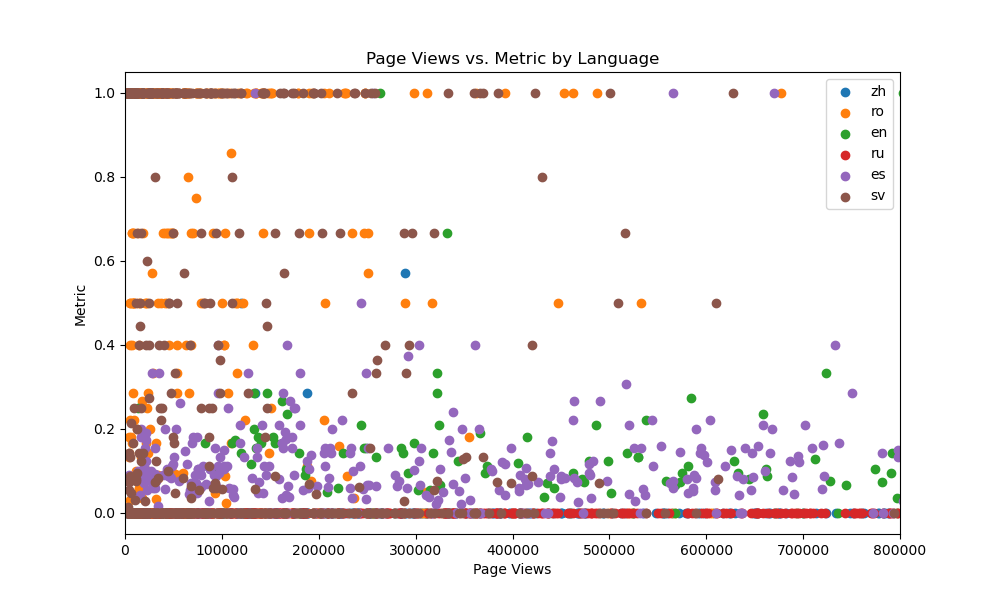 Page Views vs. Metric by Language
1.0
0.8
0.6
0.4
0.2
0.0
Metric
zh
ro
en
ru
es
sv
0 100000 200000 300000 400000 500000 600000 700000 800000
Page Views